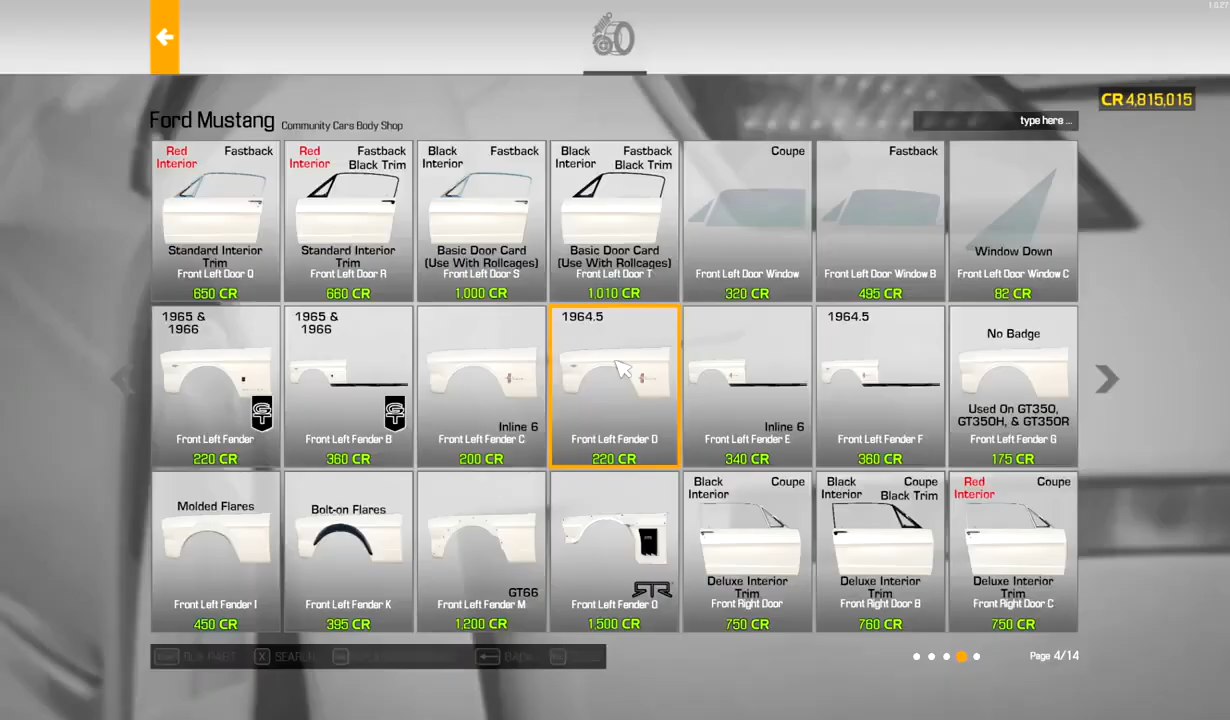 1.0.27
CR 4,815,015
Ford Mustang Community Cars Body Shop
type here ...
Red Interior
Fastback
Standard Interior Trim
Front Left Door Q
650 CR
Red Interior
Fastback
Black Trim
Standard Interior Trim
Front Left Door R
660 CR
Black Interior
Fastback
Basic Door Card
(Use With Rollcages)
Front Left Door S
1,000 CR
Black Interior
Fastback
Black Trim
Basic Door Card
(Use With Rollcages)
Front Left Door T
1,010 CR
Coupe
Front Left Door Window
320 CR
Fastback
Front Left Door Window B
495 CR
Window Down
Front Left Door Window C
82 CR
1965 &
1966
GT
Front Left Fender
220 CR
1965 &
1966
GT
Front Left Fender B
360 CR
Inline 6
Front Left Fender C
200 CR
1964.5
Front Left Fender D
220 CR
Inline 6
Front Left Fender E
340 CR
1964.5
Front Left Fender F
360 CR
No Badge
Used On GT350,
GT350H, & GT350R
Front Left Fender G
175 CR
Molded Flares
Front Left Fender I
450 CR
Bolt-on Flares
Front Left Fender K
395 CR
GT66
Front Left Fender M
1,200 CR
RTR
Front Left Fender O
1,500 CR
Black Interior
Coupe
Deluxe Interior Trim
Front Right Door
750 CR
Black Interior
Coupe
Black Trim
Deluxe Interior Trim
Front Right Door B
760 CR
Red Interior
Coupe
Deluxe Interior Trim
Front Right Door C
750 CR
BUY PART
X SEARCH
BACK
Page 4/14